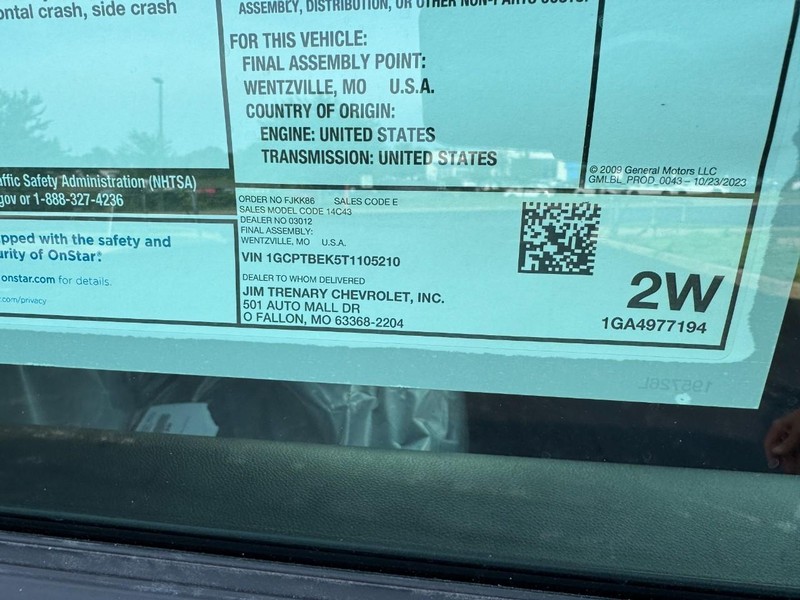 ontal crash, side crash
ASSEMBLY, DISTRIBUTION, OR OTHER NON-PARTS COSTS.
FOR THIS VEHICLE:
FINAL ASSEMBLY POINT:
WENTZVILLE, MO U.S.A.
COUNTRY OF ORIGIN:
ENGINE: UNITED STATES
TRANSMISSION: UNITED STATES
© 2009 General Motors LLC
GMLBL_PROD_0043 – 10/23/2023
affic Safety Administration (NHTSA)
gov or 1-888-327-4236
pped with the safety and
urity of OnStar.
onstar.com for details.
.com/privacy
ORDER NO FJKK86 SALES CODE E
SALES MODEL CODE 14C43
DEALER NO 03012
FINAL ASSEMBLY:
WENTZVILLE, MO U.S.A.
VIN 1GCPTBEK5T1105210
DEALER TO WHOM DELIVERED
JIM TRENARY CHEVROLET, INC.
501 AUTO MALL DR
O FALLON, MO 63368-2204
2W
1GA4977194
195726L